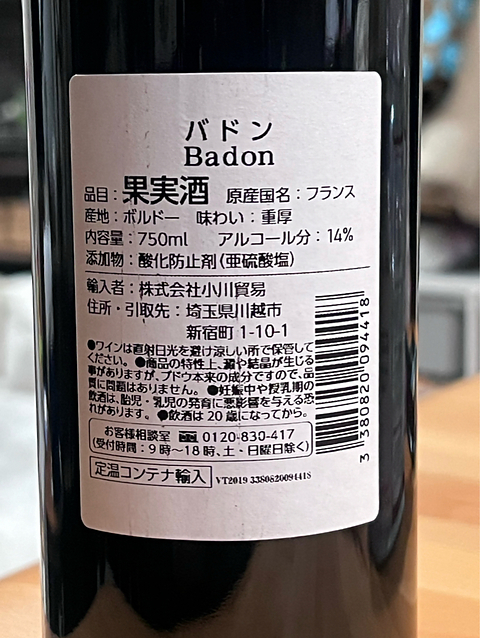 バドン
Badon
品目：果実酒 原産国名：フランス
産地：ボルドー 味わい：重厚
内容量：750ml アルコール分：14%
添加物：酸化防止剤（亜硫酸塩）
輸入者：株式会社小川貿易
住所・引取先：埼玉県川越市
新宿町 1-10-1
●ワインは直射日光を避け涼しい所で保管して
ください。●商品の特性上、澱や結晶が生じる
事がありますが、ブドウ本来の成分ですので、品
質に問題はありません。●妊娠中や授乳期の
飲酒は、胎児・乳児の発育に悪影響を与える恐
れがあります。●飲酒は 20 歳になってから。
お客様相談室 0120-830-417
（受付時間：9時～18時、土・日曜日除く）
定温コンテナ輸入 VT2019 3380820094418
3 380820 094418